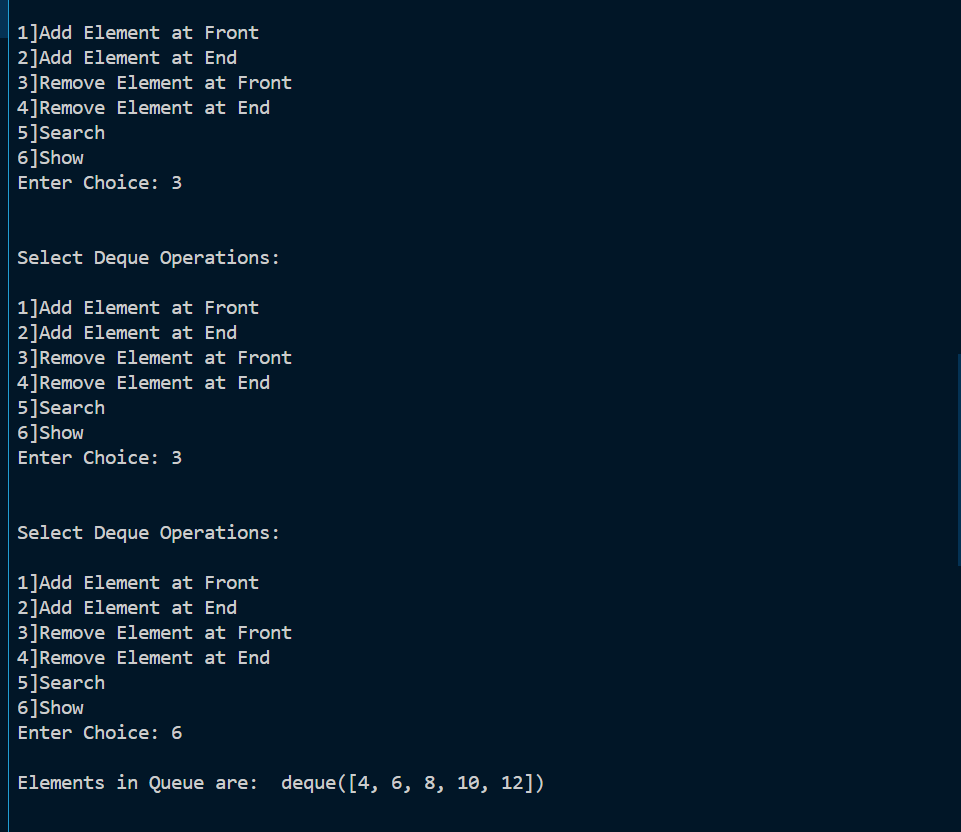 1]Add Element at Front
2]Add Element at End
3]Remove Element at Front
4]Remove Element at End
5]Search
6]Show
Enter Choice: 3
Select Deque Operations:
1]Add Element at Front
2]Add Element at End
3]Remove Element at Front
4]Remove Element at End
5]Search
6]Show
Enter Choice: 3
Select Deque Operations:
1]Add Element at Front
2]Add Element at End
3]Remove Element at Front
4]Remove Element at End
5]Search
6]Show
Enter Choice: 6
Elements in Queue are:  deque([4, 6, 8, 10, 12])